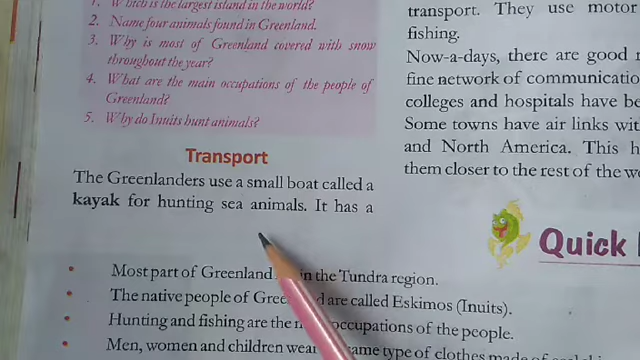 1. Which is the largest island in the world?
2. Name four animals found in Greenland.
3. Why is most of Greenland covered with snow
throughout the year?
4. What are the main occupations of the people of
Greenland?
5. Why do Inuits hunt animals?
Transport
The Greenlanders use a small boat called a
kayak for hunting sea animals. It has a
transport. They use motor
fishing.
Now-a-days, there are good
fine network of
colleges and hospitals have
Some towns have air links
and North America. This
them closer to the rest of the
Quick
• Most part of Greenland in the Tundra region.
• The native people of are called Eskimos (Inuits).
• Hunting and fishing are the occupations of the people.
• Men, women and children wear same type of clothes made of